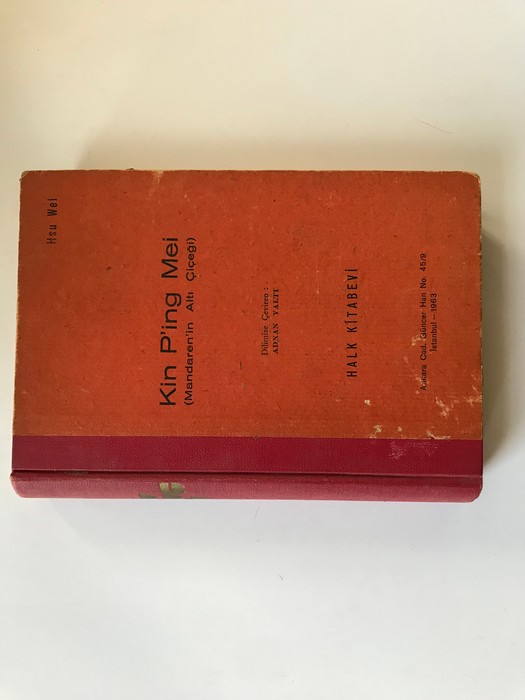 Hsu Wei
Kin P'ing Mei
(Mandaren'in Altı Çiçeği)
Dilimize Çeviren :
ADNAN YALTI
HALK KİTABEVİ
Ankara Cad. Güncer Han No. 45/9
İstanbul — 1963